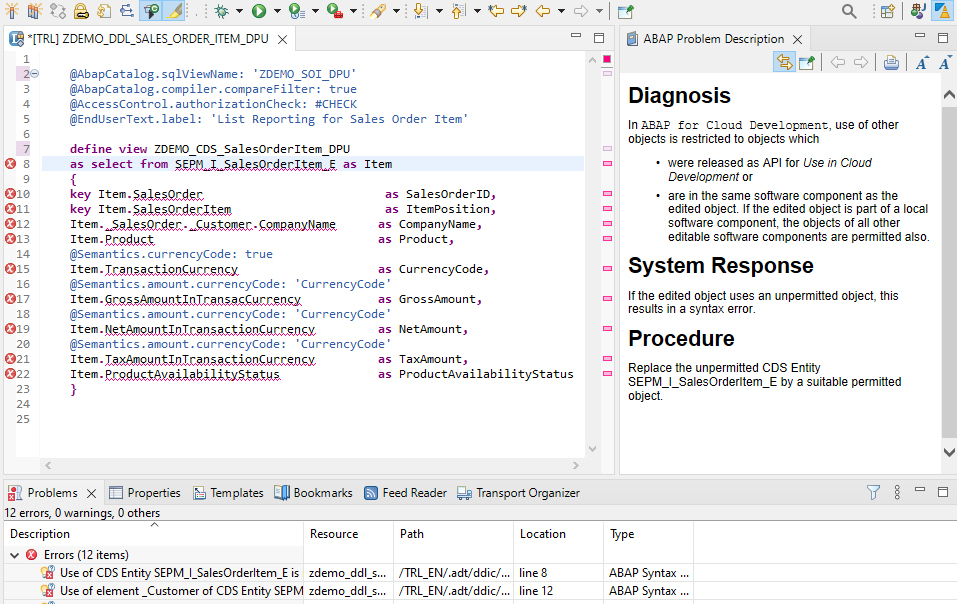 *[TRL] ZDEMO_DDL_SALES_ORDER_ITEM_DPU
1
2 @AbapCatalog.sqlViewName: 'ZDEMO_SOI_DPU'
3 @AbapCatalog.compiler.compareFilter: true
4 @AccessControl.authorizationCheck: #CHECK
5 @EndUserText.label: 'List Reporting for Sales Order Item'
6
7 define view ZDEMO_CDS_SalesOrderItem_DPU
8 as select from SEPM_I_SalesOrderItem_E as Item
9 {
10 key Item.SalesOrder as SalesOrderID,
11 key Item.SalesOrderItem as ItemPosition,
12 Item._SalesOrder._Customer.CompanyName as CompanyName,
13 Item.Product as Product,
14 @Semantics.currencyCode: true
15 Item.TransactionCurrency as CurrencyCode,
16 @Semantics.amount.currencyCode: 'CurrencyCode'
17 Item.GrossAmountInTransacCurrency as GrossAmount,
18 @Semantics.amount.currencyCode: 'CurrencyCode'
19 Item.NetAmountInTransactionCurrency as NetAmount,
20 @Semantics.amount.currencyCode: 'CurrencyCode'
21 Item.TaxAmountInTransactionCurrency as TaxAmount,
22 Item.ProductAvailabilityStatus as ProductAvailabilityStatus
23 }
24
25
ABAP Problem Description
A A
Diagnosis
In ABAP for Cloud Development, use of other
objects is restricted to objects which
• were released as API for Use in Cloud
Development or
• are in the same software component as the
edited object. If the edited object is part of a local
software component, the objects of all other
editable software components are permitted also.
System Response
If the edited object uses an unpermitted object, this
results in a syntax error.
Procedure
Replace the unpermitted CDS Entity
SEPM_I_SalesOrderItem_E by a suitable permitted
object.
Problems Properties Templates Bookmarks Feed Reader Transport Organizer
12 errors, 0 warnings, 0 others
Description Resource Path Location Type
Errors (12 items)
Use of CDS Entity SEPM_I_SalesOrderItem_E is zdemo_ddl_s... /TRL_EN/.adt/ddic/... line 8 ABAP Syntax ...
Use of element _Customer of CDS Entity SEPM zdemo_ddl_s... /TRL_EN/.adt/ddic/... line 12 ABAP Syntax ...